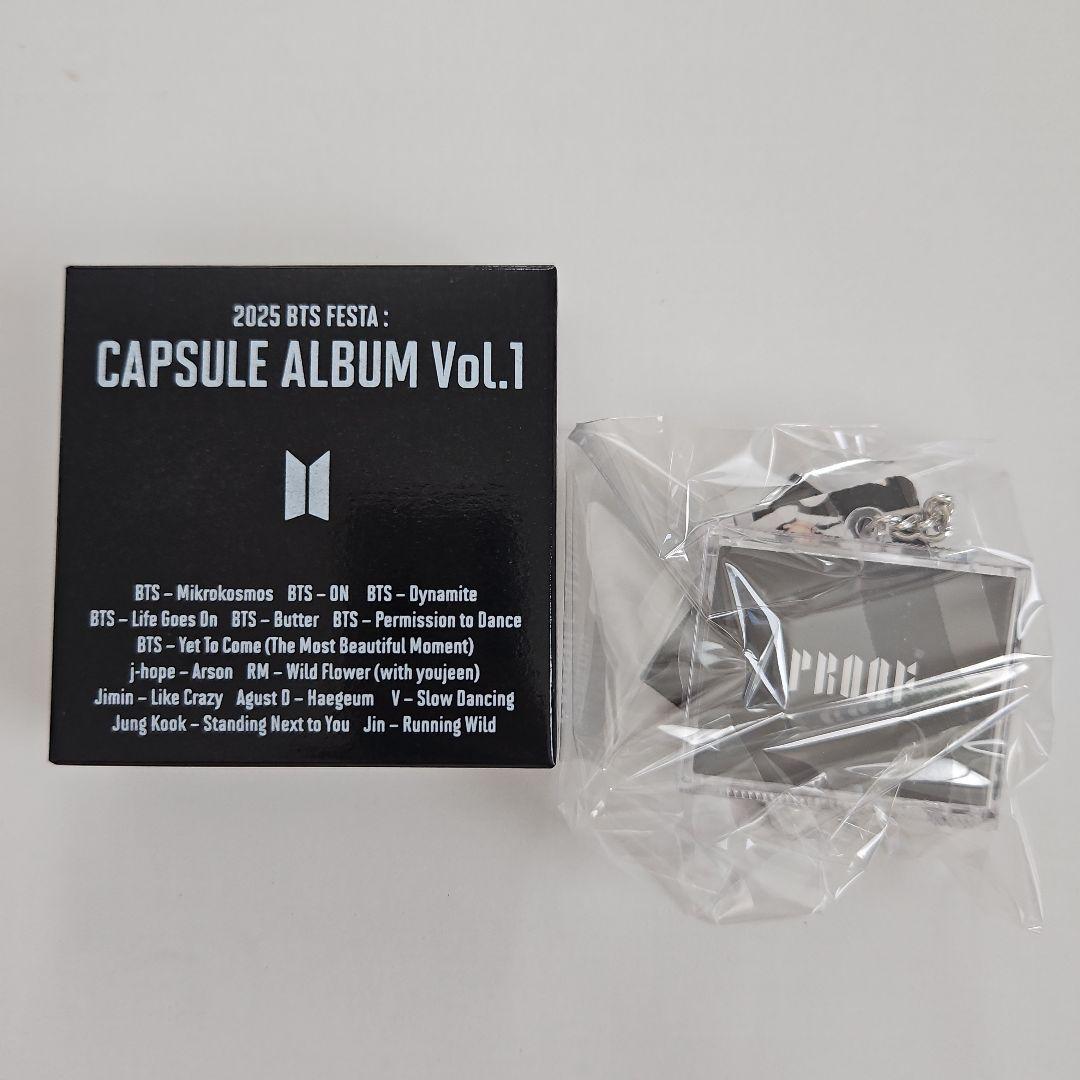 2025 BTS FESTA :
CAPSULE ALBUM Vol.1
BTS – Mikrokosmos BTS – ON BTS – Dynamite
BTS – Life Goes On BTS – Butter BTS – Permission to Dance
BTS – Yet To Come (The Most Beautiful Moment)
j-hope – Arson RM – Wild Flower (with youjeen)
Jimin – Like Crazy Agust D – Haegeum V – Slow Dancing
Jung Kook – Standing Next to You Jin – Running Wild
PROOF